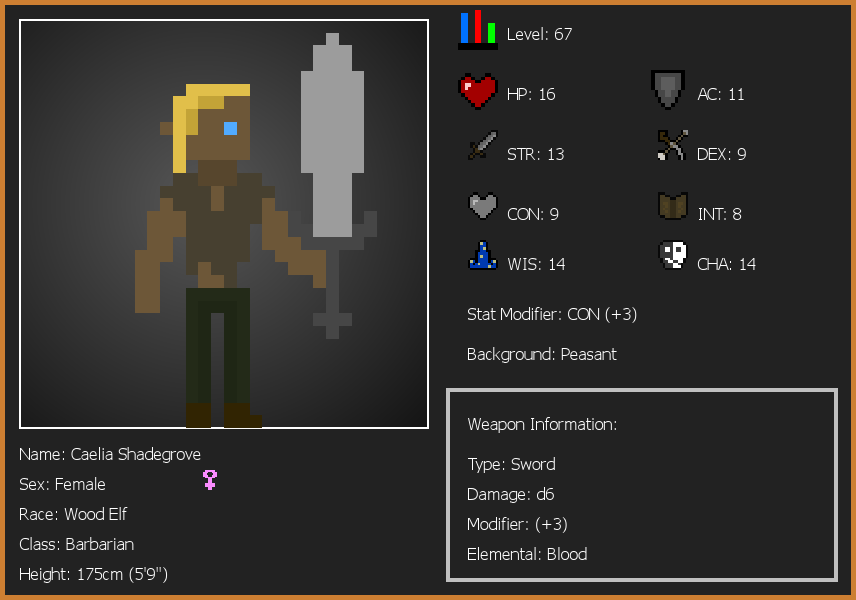 Level: 67
HP: 16
AC: 11
STR: 13
DEX: 9
CON: 9
INT: 8
WIS: 14
CHA: 14
Stat Modifier: CON (+3)
Background: Peasant
Weapon Information:
Type: Sword
Damage: d6
Modifier: (+3)
Elemental: Blood
Name: Caelia Shadegrove
Sex: Female
Race: Wood Elf
Class: Barbarian
Height: 175cm (5'9")